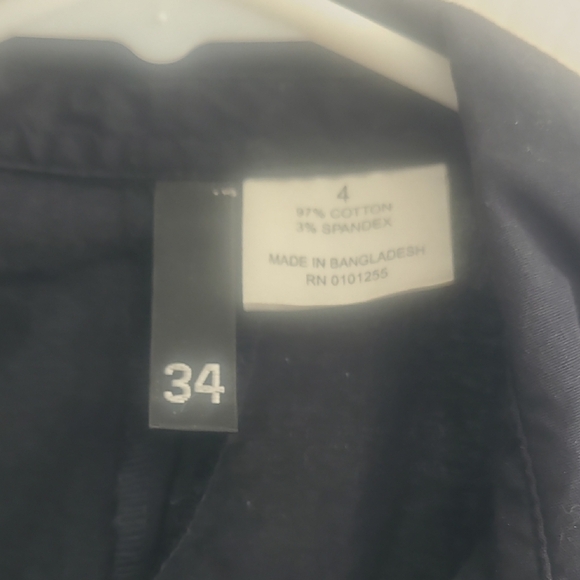 4
97% COTTON
3% SPANDEX
MADE IN BANGLADESH
RN 0101255
34